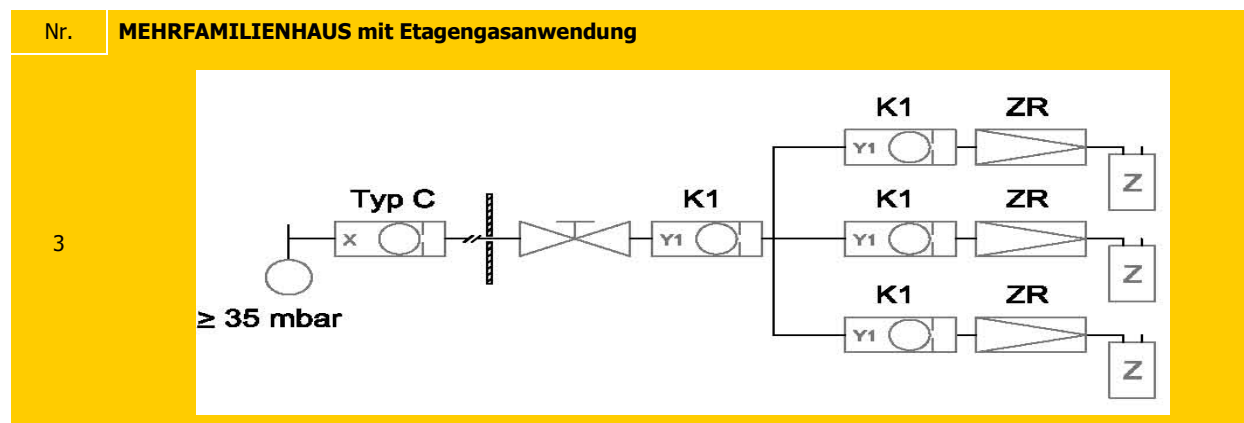 Nr. MEHRFAMILIENHAUS mit Etagengasanwendung
3
K1 ZR
Y1
Z
Typ C K1 K1 ZR
X Y1 Y1
Z
≥ 35 mbar
K1 ZR
Y1
Z